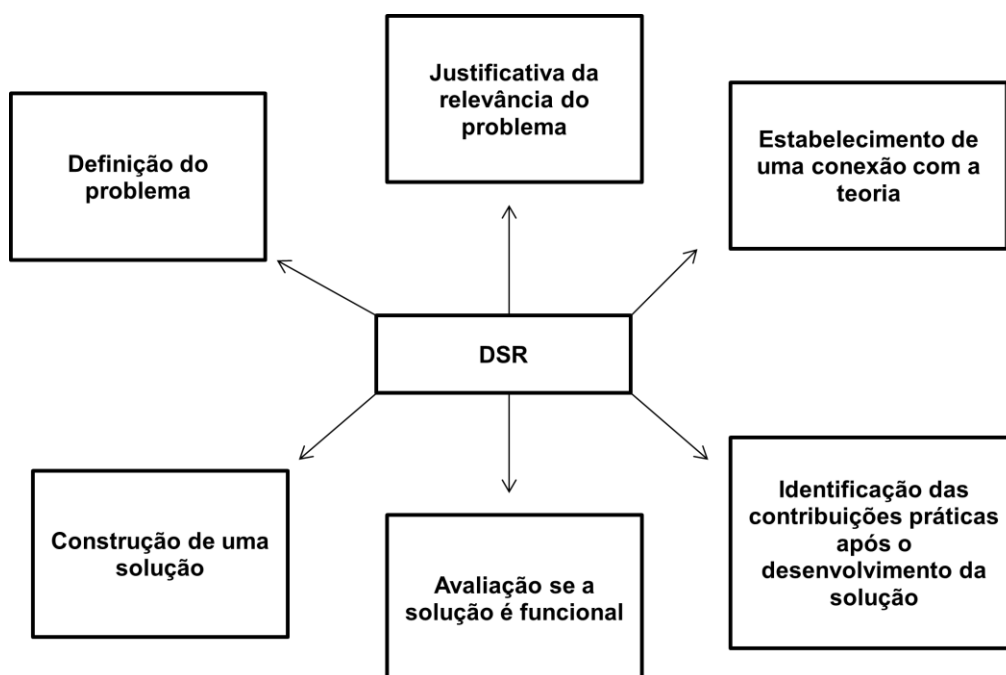 Definição do
problema
Justificativa da
relevância do
problema
Estabelecimento de
uma conexão com a
teoria
DSR
Construção de uma
solução
Avaliação se a
solução é funcional
Identificação das
contribuições práticas
após o
desenvolvimento da
solução